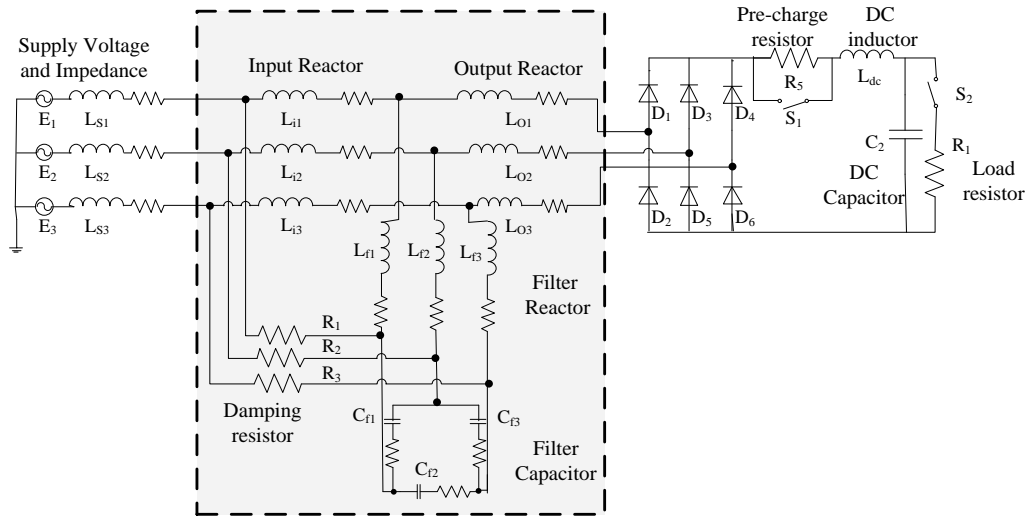 Supply Voltage
and Impedance
Input Reactor
Output Reactor
Pre-charge
resistor
DC
inductor
E1
LS1
Li1
LO1
E2
LS2
Li2
LO2
E3
LS3
Li3
LO3
D1
D3
D4
D2
D5
D6
R5
S1
Ldc
S2
C2
DC
Capacitor
R1
Load
resistor
Lf1
Lf2
Lf3
Filter
Reactor
R1
R2
R3
Damping
resistor
Cf1
Cf3
Cf2
Filter
Capacitor